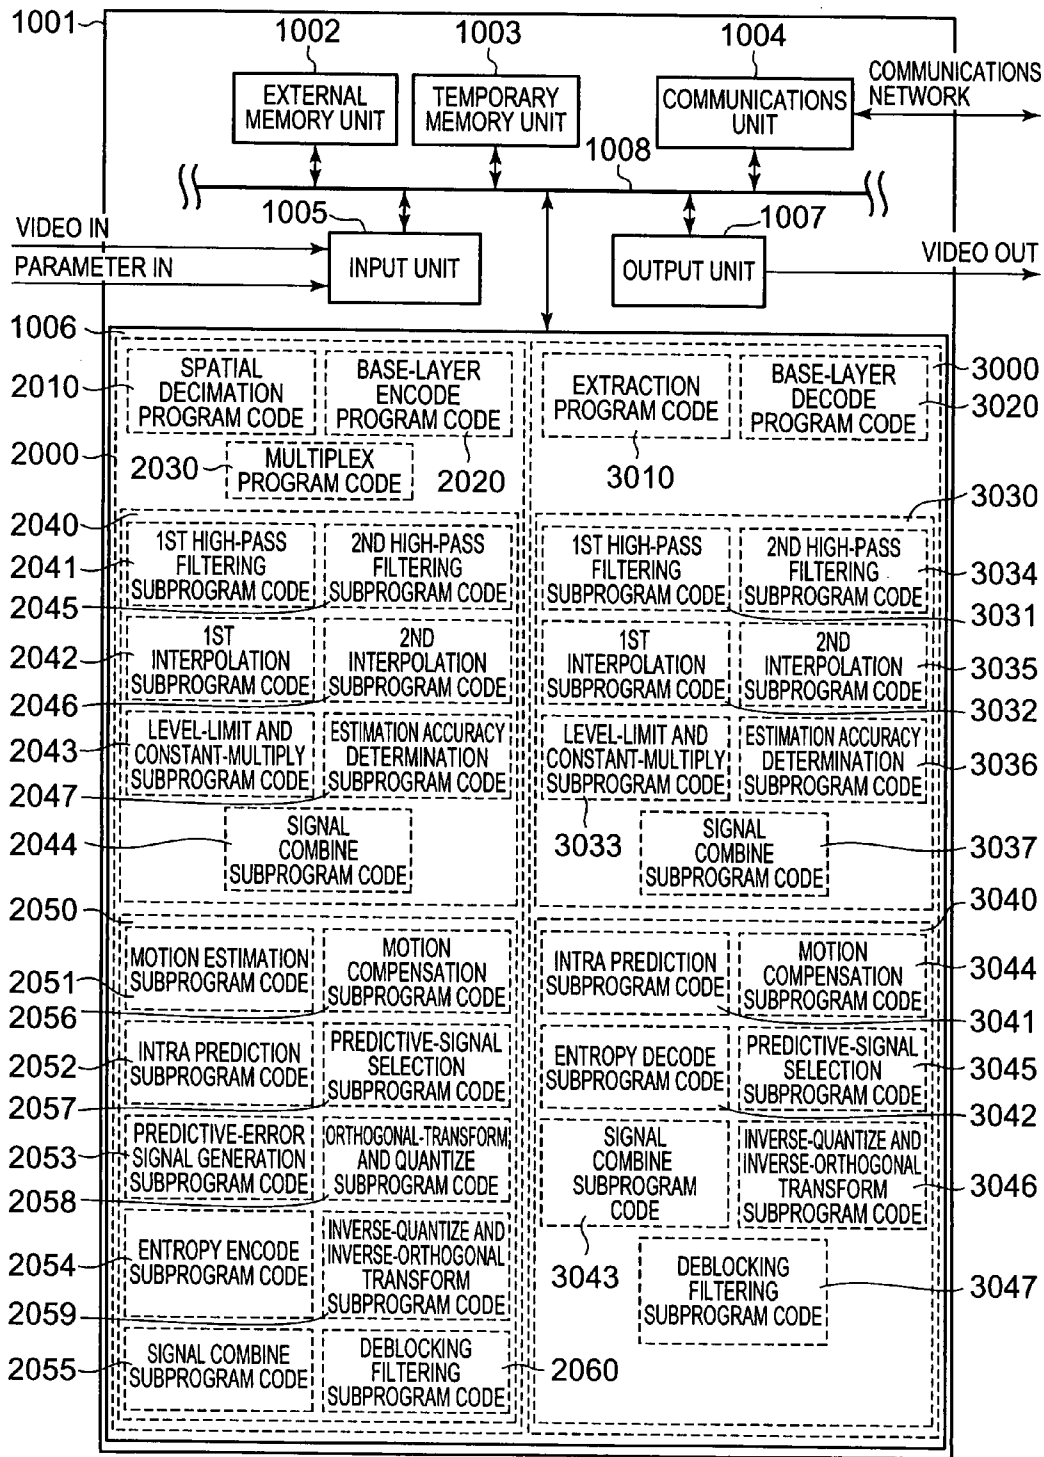 1001
1002
1003
1004
EXTERNAL
MEMORY UNIT
TEMPORARY
MEMORY UNIT
COMMUNICATIONS
UNIT
COMMUNICATIONS
NETWORK
1008
1005
1007
VIDEO IN
PARAMETER IN
INPUT UNIT
OUTPUT UNIT
VIDEO OUT
1006
2010
SPATIAL
DECIMATION
PROGRAM CODE
BASE-LAYER
ENCODE
PROGRAM CODE
2020
2000
2030
MULTIPLEX
PROGRAM CODE
EXTRACTION
PROGRAM CODE
3010
BASE-LAYER
DECODE
PROGRAM CODE
3000
3020
2040
2041
1ST HIGH-PASS
FILTERING
SUBPROGRAM CODE
2045
2ND HIGH-PASS
FILTERING
SUBPROGRAM CODE
2042
1ST
INTERPOLATION
SUBPROGRAM CODE
2046
2ND
INTERPOLATION
SUBPROGRAM CODE
2043
LEVEL-LIMIT AND
CONSTANT-MULTIPLY
SUBPROGRAM CODE
2047
ESTIMATION ACCURACY
DETERMINATION
SUBPROGRAM CODE
2044
SIGNAL
COMBINE
SUBPROGRAM CODE
3030
1ST HIGH-PASS
FILTERING
SUBPROGRAM CODE
3031
2ND HIGH-PASS
FILTERING
SUBPROGRAM CODE
3034
1ST
INTERPOLATION
SUBPROGRAM CODE
3032
2ND
INTERPOLATION
SUBPROGRAM CODE
3035
LEVEL-LIMIT AND
CONSTANT-MULTIPLY
SUBPROGRAM CODE
3033
ESTIMATION ACCURACY
DETERMINATION
SUBPROGRAM CODE
3036
SIGNAL
COMBINE
SUBPROGRAM CODE
3037
2050
2051
MOTION ESTIMATION
SUBPROGRAM CODE
2056
MOTION
COMPENSATION
SUBPROGRAM CODE
2052
INTRA PREDICTION
SUBPROGRAM CODE
2057
PREDICTIVE-SIGNAL
SELECTION
SUBPROGRAM CODE
2053
PREDICTIVE-ERROR
SIGNAL GENERATION
SUBPROGRAM CODE
2058
ORTHOGONAL-TRANSFORM
AND QUANTIZE
SUBPROGRAM CODE
2054
ENTROPY ENCODE
SUBPROGRAM CODE
2059
INVERSE-QUANTIZE AND
INVERSE-ORTHOGONAL
TRANSFORM
SUBPROGRAM CODE
2055
SIGNAL COMBINE
SUBPROGRAM CODE
DEBLOCKING
FILTERING
SUBPROGRAM CODE
2060
3040
INTRA PREDICTION
SUBPROGRAM CODE
3041
MOTION
COMPENSATION
SUBPROGRAM CODE
3044
ENTROPY DECODE
SUBPROGRAM CODE
3042
PREDICTIVE-SIGNAL
SELECTION
SUBPROGRAM CODE
3045
SIGNAL
COMBINE
SUBPROGRAM
CODE
3043
INVERSE-QUANTIZE AND
INVERSE-ORTHOGONAL
TRANSFORM
SUBPROGRAM CODE
3046
DEBLOCKING
FILTERING
SUBPROGRAM CODE
3047